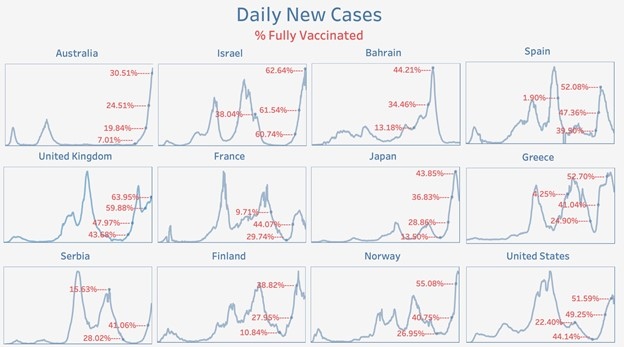 Daily New Cases
% Fully Vaccinated
Australia
30.51%
24.51%
19.84%
7.01%
Israel
62.64%
38.04%
61.54%
60.74%
Bahrain
44.21%
34.46%
13.18%
Spain
52.08%
1.90%
47.36%
United Kingdom
63.95%
59.88%
47.97%
43.68%
France
9.71%
44.07%
29.74%
Japan
43.85%
36.83%
28.86%
13.50%
Greece
52.70%
4.25%
41.04%
24.90%
Serbia
15.63%
41.06%
28.02%
Finland
27.95%
10.84%
Norway
55.08%
40.75%
26.95%
United States
51.59%
49.25%
22.40%
44.14%